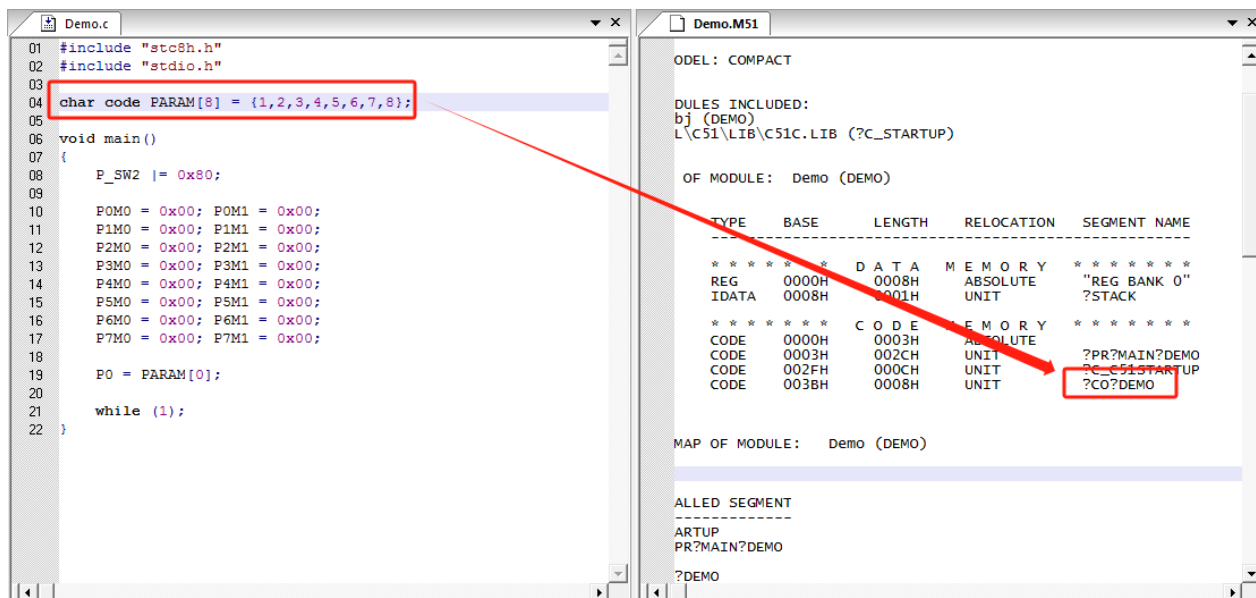 Demo.c
01 #include "stc8h.h"
02 #include "stdio.h"
03
04 char code PARAM[8] = {1,2,3,4,5,6,7,8};
05
06 void main()
07 {
08 P_SW2 |= 0x80;
09
10 P0M0 = 0x00; P0M1 = 0x00;
11 P1M0 = 0x00; P1M1 = 0x00;
12 P2M0 = 0x00; P2M1 = 0x00;
13 P3M0 = 0x00; P3M1 = 0x00;
14 P4M0 = 0x00; P4M1 = 0x00;
15 P5M0 = 0x00; P5M1 = 0x00;
16 P6M0 = 0x00; P6M1 = 0x00;
17 P7M0 = 0x00; P7M1 = 0x00;
18
19 P0 = PARAM[0];
20
21 while (1);
22 }
Demo.M51
ODEL: COMPACT
DULES INCLUDED:
bj (DEMO)
L\C51\LIB\C51C.LIB (?C_STARTUP)
OF MODULE: Demo (DEMO)
TYPE BASE LENGTH RELOCATION SEGMENT NAME
-----------------------------------------------------
* * * * * * * D A T A M E M O R Y * * * * * * *
REG 0000H 0008H ABSOLUTE "REG BANK 0"
IDATA 0008H 0001H UNIT ?STACK
* * * * * * * C O D E M E M O R Y * * * * * * *
CODE 0000H 0003H ABSOLUTE
CODE 0003H 002CH UNIT ?PR?MAIN?DEMO
CODE 002FH 000CH UNIT ?C_C51STARTUP
CODE 003BH 0008H UNIT ?CO?DEMO
MAP OF MODULE: Demo (DEMO)
ALLED SEGMENT
-------------
ARTUP
PR?MAIN?DEMO
?DEMO